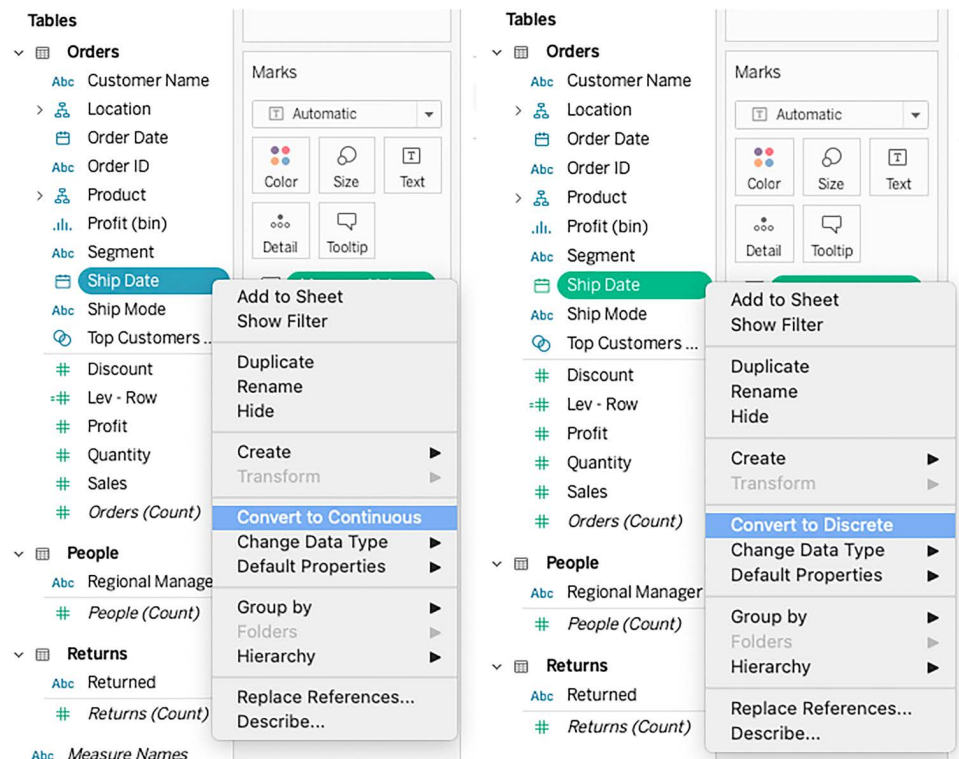 Tables
Orders
Abc Customer Name
Location
Order Date
Abc Order ID
Product
Profit (bin)
Abc Segment
Ship Date
Abc Ship Mode
Top Customers ...
# Discount
=# Lev - Row
# Profit
# Quantity
# Sales
# Orders (Count)
People
Abc Regional Manage
# People (Count)
Returns
Abc Returned
# Returns (Count)
Abc Measure Names
Marks
T Automatic
Color
Size
T
Text
Detail
Tooltip
Add to Sheet
Show Filter
Duplicate
Rename
Hide
Create
Transform
Convert to Continuous
Change Data Type
Default Properties
Group by
Folders
Hierarchy
Replace References...
Describe...
Tables
Orders
Abc Customer Name
Location
Order Date
Abc Order ID
Product
Profit (bin)
Abc Segment
Ship Date
Abc Ship Mode
Top Customers ...
# Discount
=# Lev - Row
# Profit
# Quantity
# Sales
# Orders (Count)
People
Abc Regional Manager
# People (Count)
Returns
Abc Returned
# Returns (Count)
Marks
T Automatic
Color
Size
T
Text
Detail
Tooltip
Add to Sheet
Show Filter
Duplicate
Rename
Hide
Create
Transform
Convert to Discrete
Change Data Type
Default Properties
Group by
Folders
Hierarchy
Replace References...
Describe...